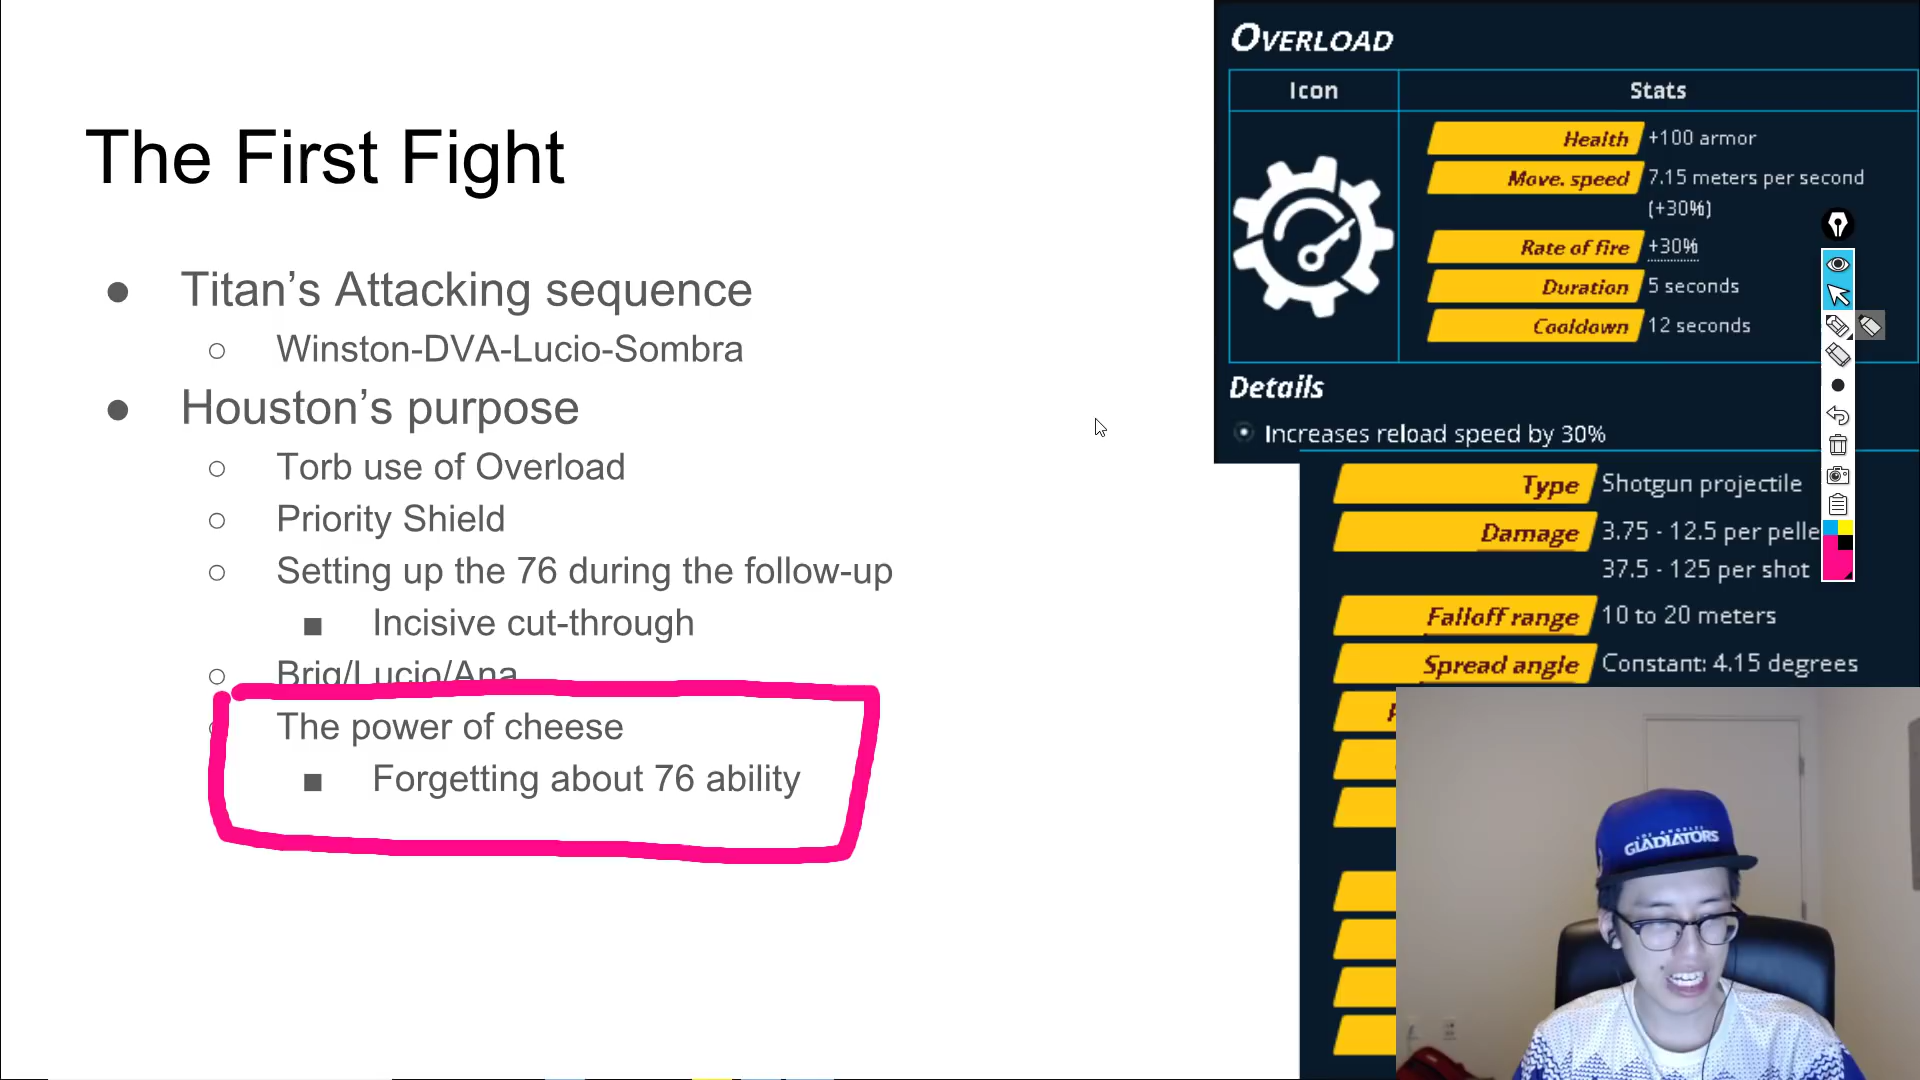 The First Fight
● Titan’s Attacking sequence
○ Winston-DVA-Lucio-Sombra
● Houston’s purpose
○ Torb use of Overload
○ Priority Shield
○ Setting up the 76 during the follow-up
■ Incisive cut-through
○ Brig/Lucio/Ana
The power of cheese
■ Forgetting about 76 ability
OVERLOAD
Icon Stats
Health +100 armor
Move. speed 7.15 meters per second
(+30%)
Rate of fire +30%
Duration 5 seconds
Cooldown 12 seconds
Details
Increases reload speed by 30%
Type Shotgun projectile
Damage 3.75 - 12.5 per pelle
37.5 - 125 per shot
Falloff range 10 to 20 meters
Spread angle Constant: 4.15 degrees
LOS ANGELES
GLADIATORS